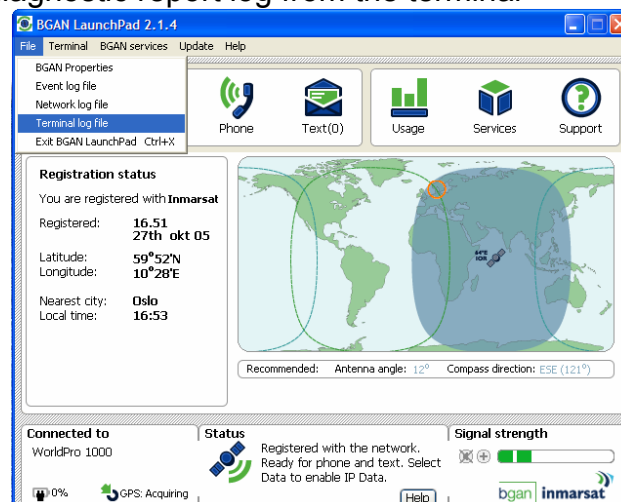 diagnostic report log from the terminal
BGAN LaunchPad 2.1.4
File Terminal BGAN services Update Help
BGAN Properties
Event log file
Network log file
Terminal log file
Exit BGAN LaunchPad Ctrl+X
Phone Text(0) Usage Services Support
Registration status
You are registered with Inmarsat
Registered: 16.51
27th okt 05
Latitude: 59°52'N
Longitude: 10°28'E
Nearest city: Oslo
Local time: 16:53
64°E
IOR
Recommended: Antenna angle: 12° Compass direction: ESE (121°)
Connected to
WorldPro 1000
0% GPS: Acquiring
Status
Registered with the network.
Ready for phone and text. Select
Data to enable IP Data.
Help
Signal strength
bgan inmarsat